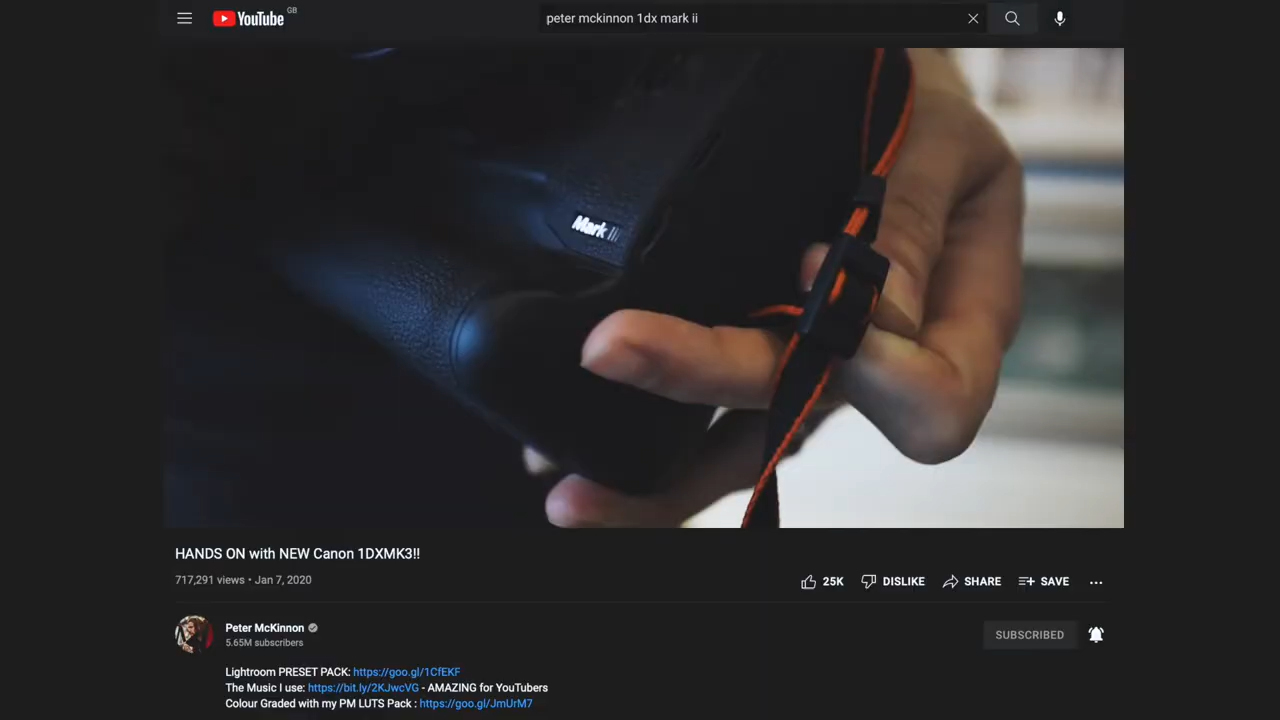 YouTube GB
peter mckinnon 1dx mark ii
Mark III
HANDS ON with NEW Canon 1DXMK3!!
717,291 views • Jan 7, 2020
25K DISLIKE SHARE SAVE
Peter McKinnon
5.65M subscribers
SUBSCRIBED
Lightroom PRESET PACK: https://goo.gl/1CfEKF
The Music I use: https://bit.ly/2KJwcVG - AMAZING for YouTubers
Colour Graded with my PM LUTS Pack : https://goo.gl/JmUrM7